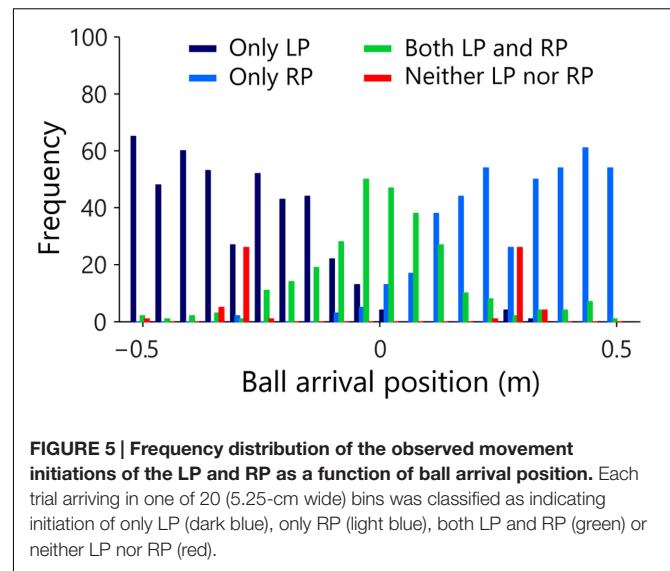 100
80
60
40
20
0
Frequency
Only LP
Only RP
Both LP and RP
Neither LP nor RP
−0.5
0
0.5
Ball arrival position (m)
FIGURE 5 | Frequency distribution of the observed movement
initiations of the LP and RP as a function of ball arrival position. Each
trial arriving in one of 20 (5.25-cm wide) bins was classified as indicating
initiation of only LP (dark blue), only RP (light blue), both LP and RP (green) or
neither LP nor RP (red).